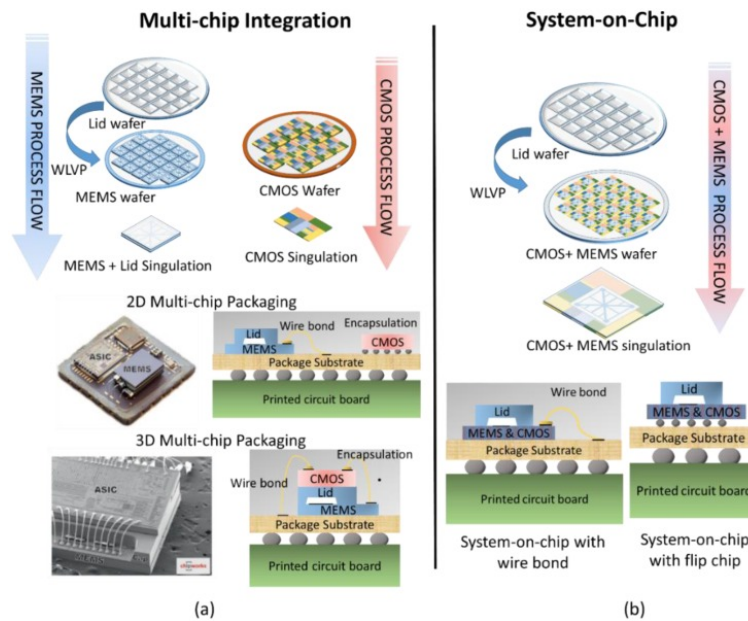 Multi-chip Integration
System-on-Chip
MEMS PROCESS FLOW
Lid wafer
WLVP
MEMS wafer
MEMS + Lid Singulation
CMOS Wafer
CMOS Singulation
CMOS PROCESS FLOW
2D Multi-chip Packaging
ASIC
MEMS
Wire bond
Encapsulation
Lid
MEMS
CMOS
Package Substrate
Printed circuit board
3D Multi-chip Packaging
ASIC
Wire bond
Encapsulation
CMOS
Lid
MEMS
Package Substrate
Printed circuit board
(a)
Lid wafer
WLVP
CMOS+ MEMS wafer
CMOS+ MEMS singulation
CMOS + MEMS PROCESS FLOW
Wire bond
Lid
MEMS & CMOS
Package Substrate
Printed circuit board
System-on-chip with
wire bond
Lid
MEMS & CMOS
Package Substrate
Printed circuit board
System-on-chip
with flip chip
(b)